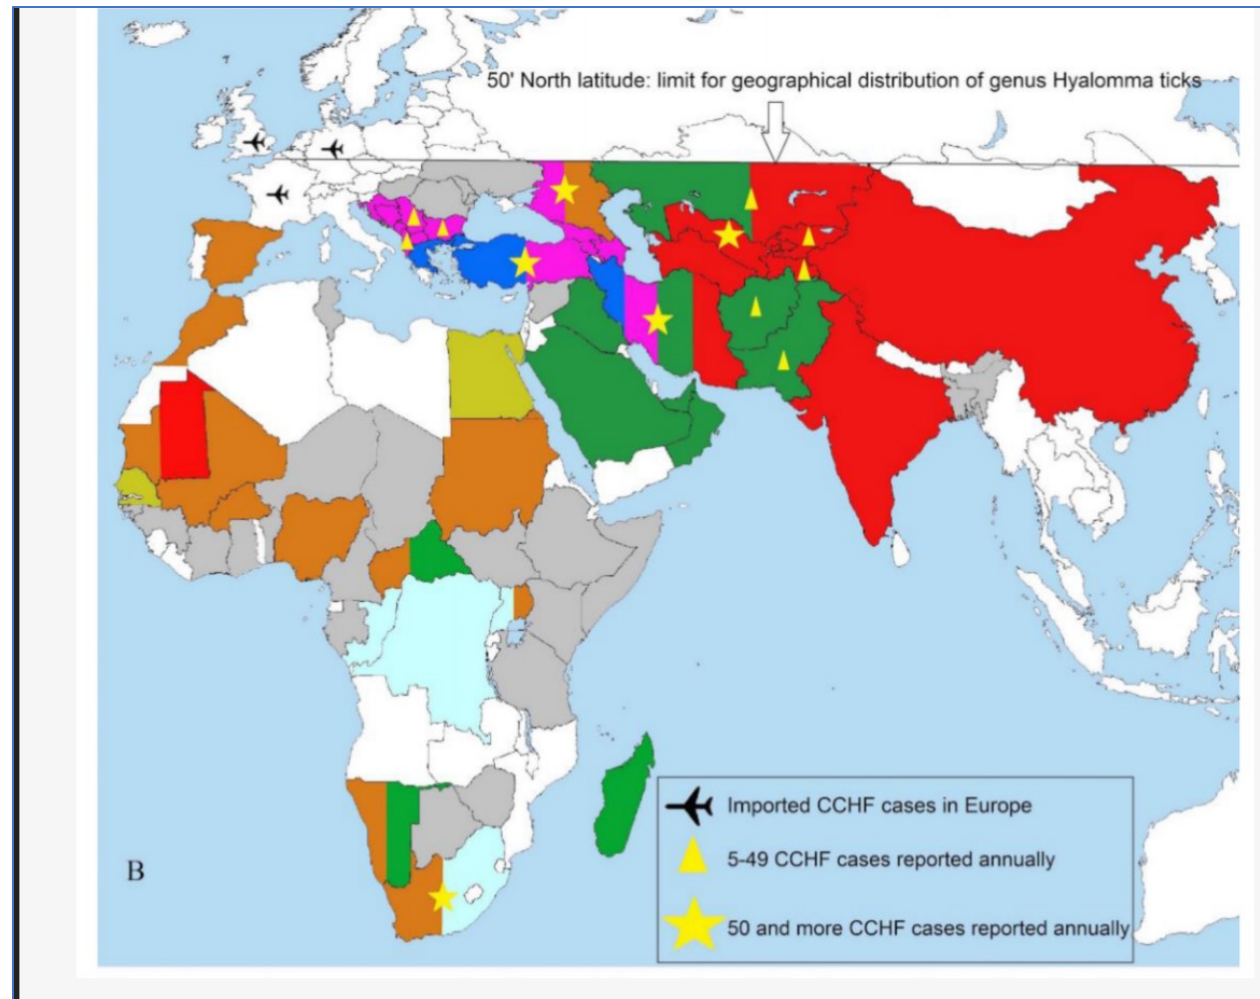 50' North latitude: limit for geographical distribution of genus Hyalomma ticks
Imported CCHF cases in Europe
5-49 CCHF cases reported annually
B
50 and more CCHF cases reported annually